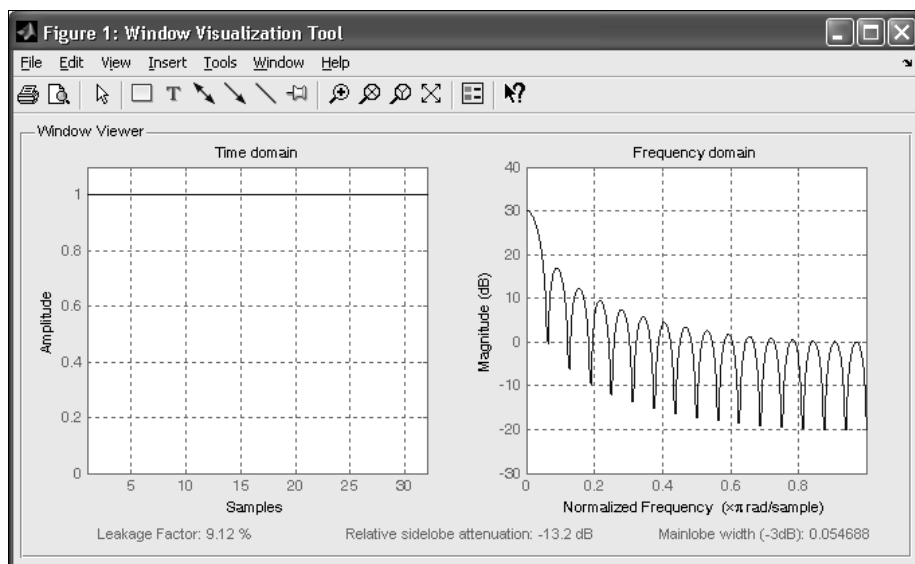 Figure 1: Window Visualization Tool
File Edit View Insert Tools Window Help
T
Window Viewer
Time domain
1
0.8
0.6
0.4
0.2
0
Amplitude
5 10 15 20 25 30
Samples
Frequency domain
40
30
20
10
0
-10
-20
-30
Magnitude (dB)
0 0.2 0.4 0.6 0.8
Normalized Frequency (×π rad/sample)
Leakage Factor: 9.12 % Relative sidelobe attenuation: -13.2 dB Mainlobe width (-3dB): 0.054688